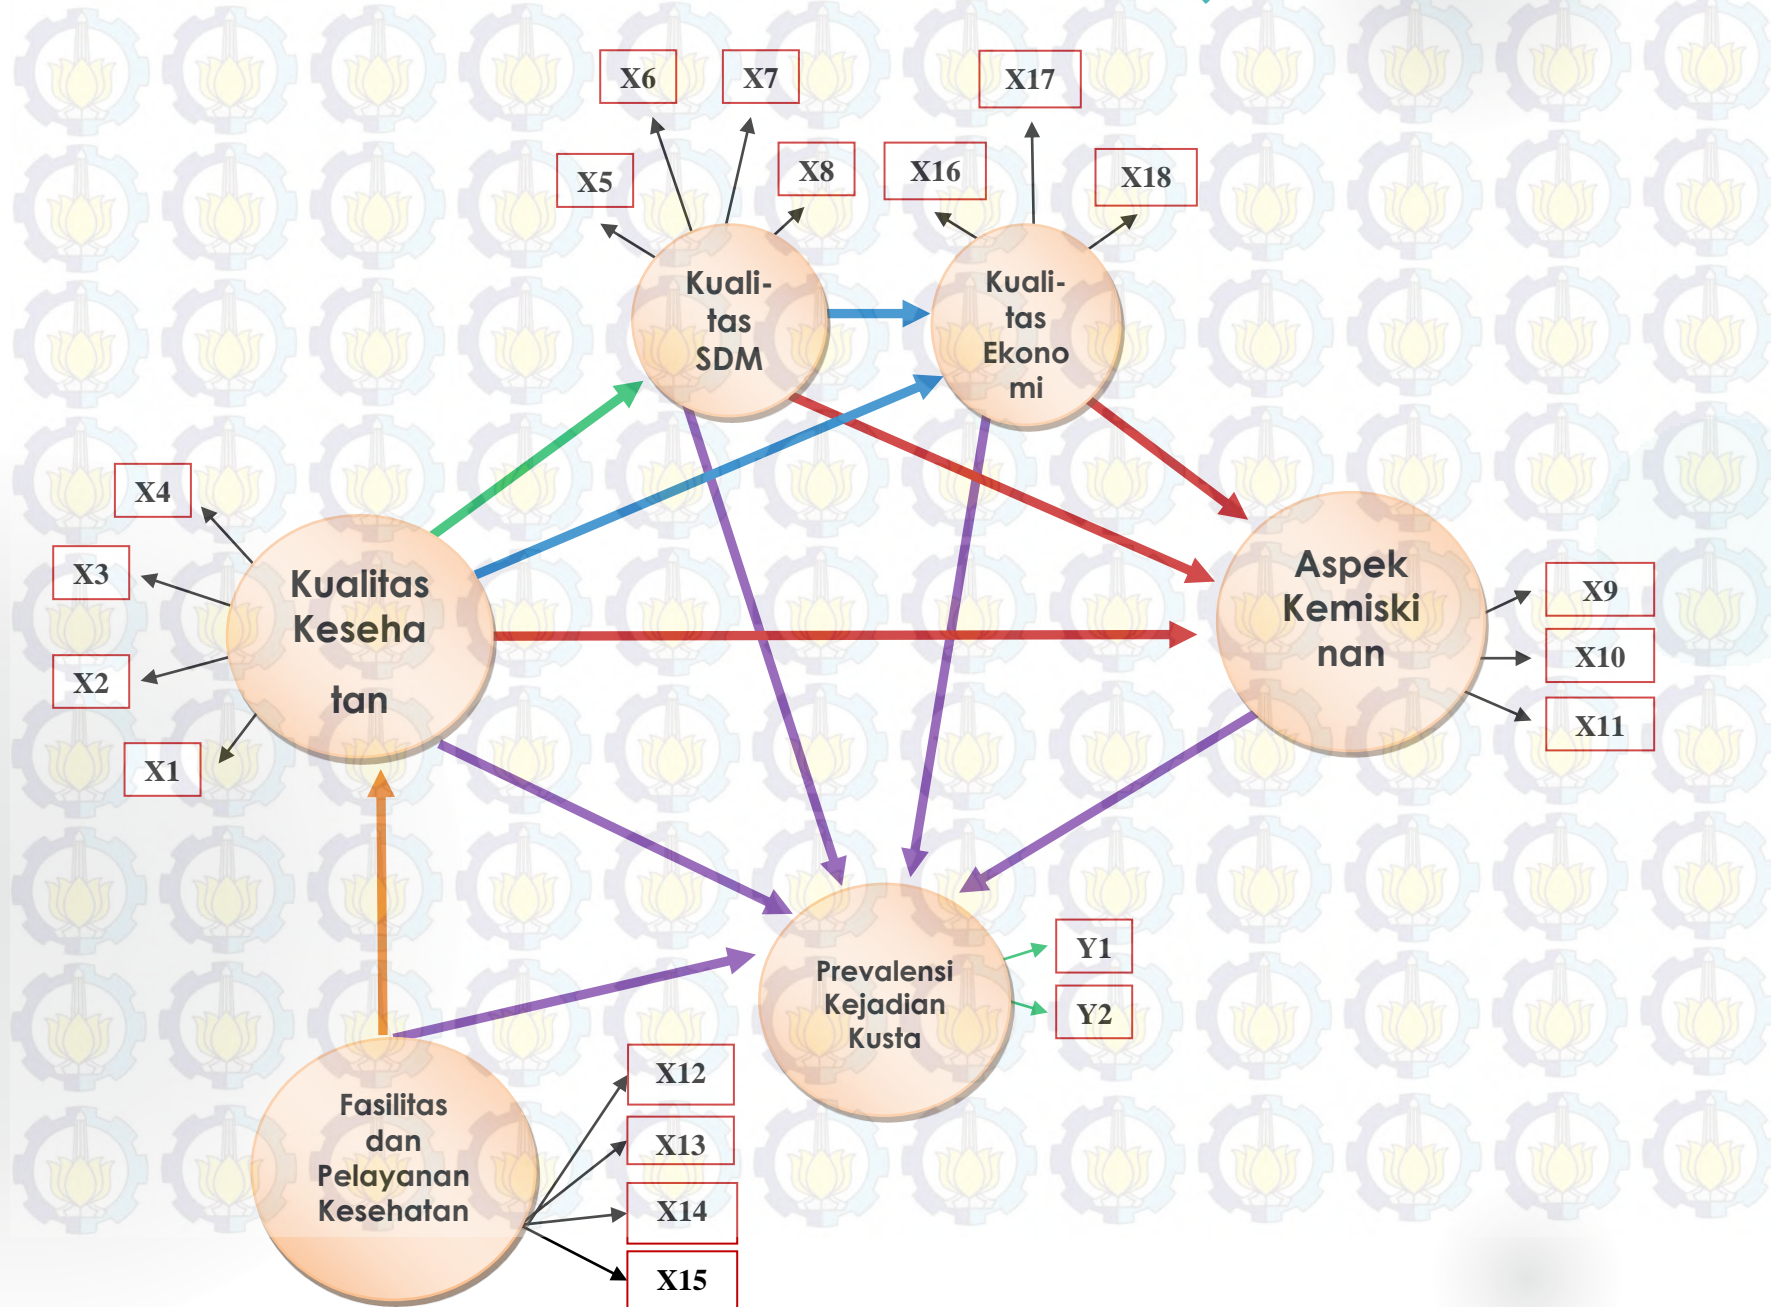 X6
X7
X17
X5
X8
X16
X18
Kuali-
tas
SDM
Kuali-
tas
Ekono
mi
X4
X3
X2
X1
Kualitas
Keseha
tan
Aspek
Kemiski
nan
X9
X10
X11
Prevalensi
Kejadian
Kusta
Y1
Y2
Fasilitas
dan
Pelayanan
Kesehatan
X12
X13
X14
X15